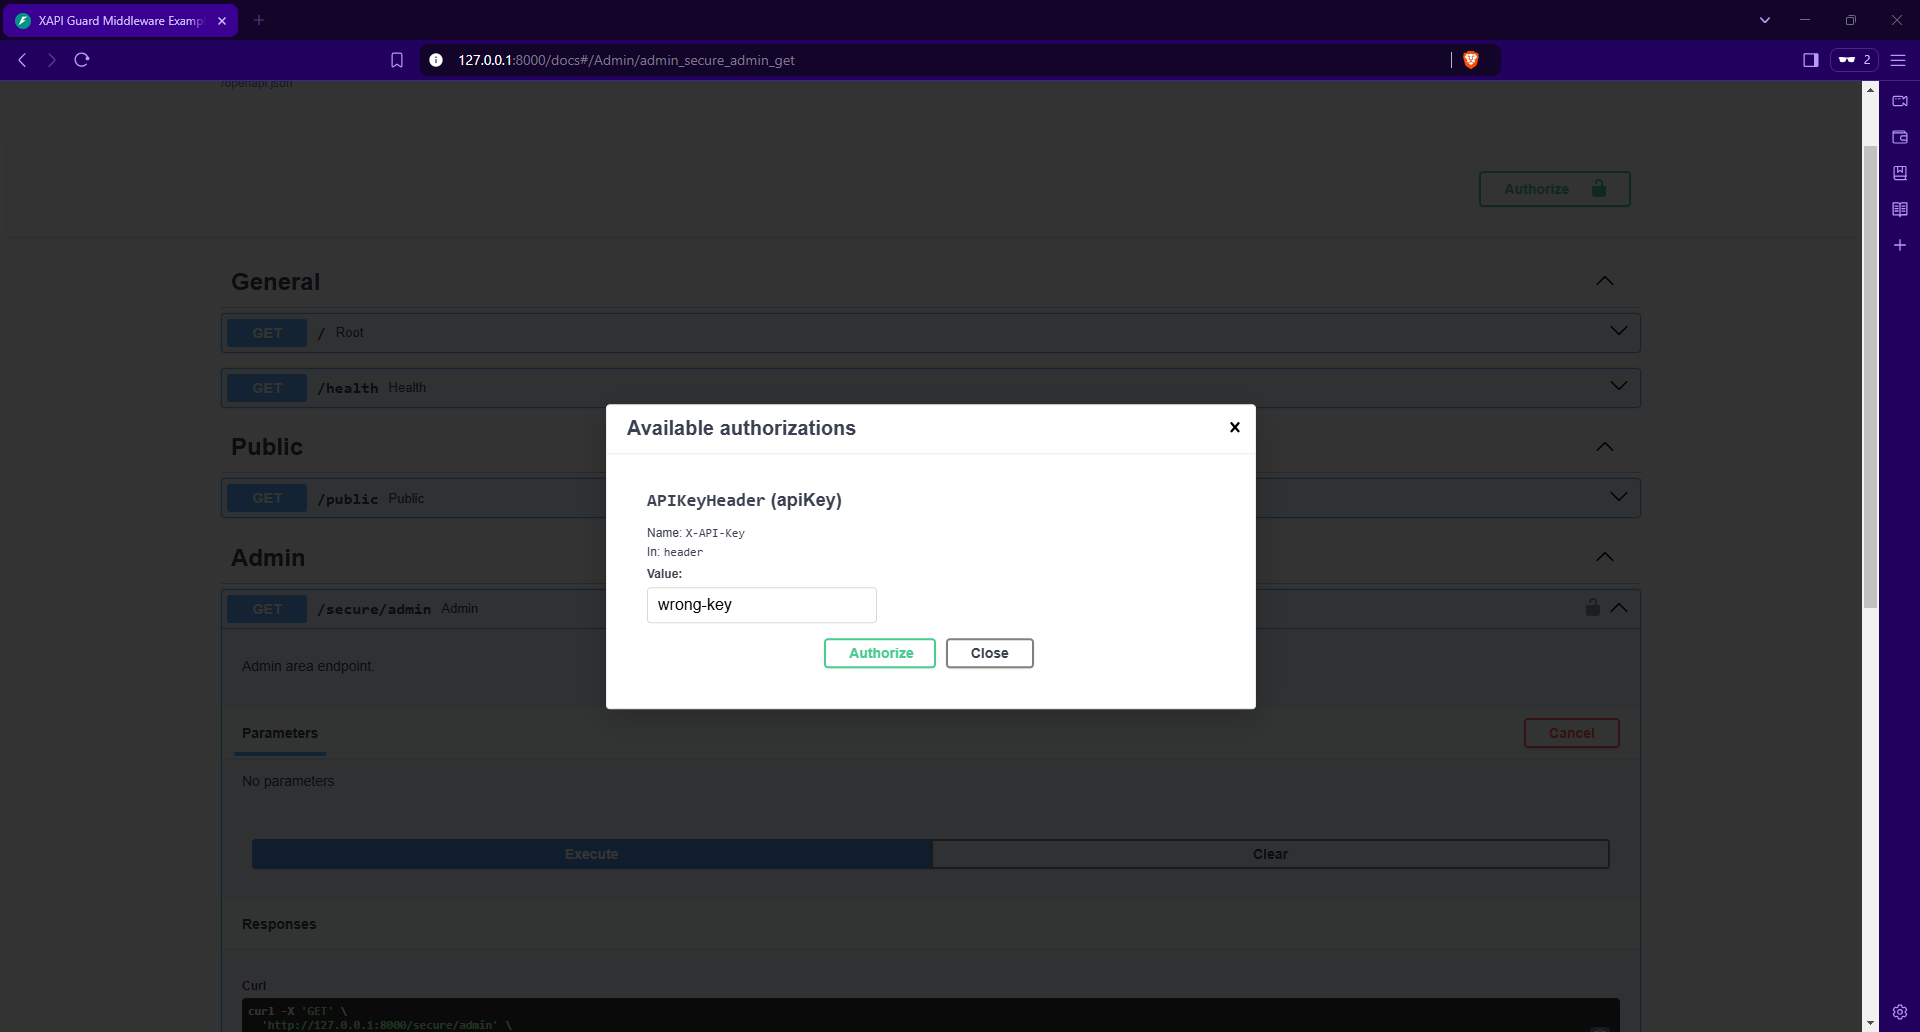 XAPI Guard Middleware Examp
127.0.0.1:8000/docs#/Admin/admin_secure_admin_get
2
/openapi.json
Authorize
General
GET / Root
GET /health Health
Public
GET /public Public
Admin
GET /secure/admin Admin
Admin area endpoint.
Parameters
Cancel
No parameters
Execute
Clear
Responses
Curl
curl -X 'GET' \
'http://127.0.0.1:8000/secure/admin' \
Available authorizations
APIKeyHeader (apiKey)
Name: X-API-Key
In: header
Value:
wrong-key
Authorize
Close